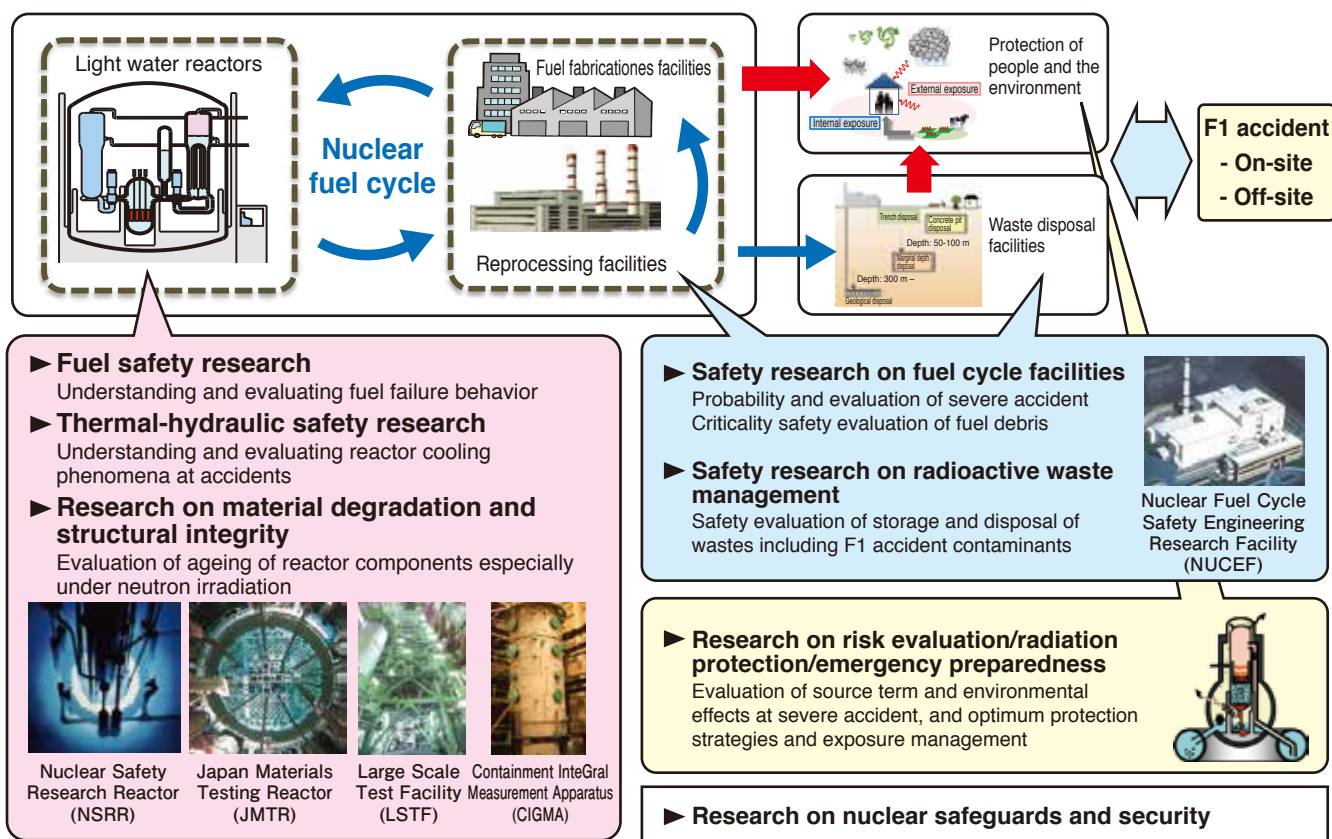 Light water reactors
Nuclear
fuel cycle
Fuel fabricationes facilities
Reprocessing facilities
External exposure
Internal exposure
Protection of
people and the
environment
Trench disposal
Concrete pit
disposal
Depth: 50-100 m
Marginal depth
disposal
Depth: 300 m –
Geological disposal
Waste disposal
facilities
F1 accident
- On-site
- Off-site
► Fuel safety research
Understanding and evaluating fuel failure behavior
► Thermal-hydraulic safety research
Understanding and evaluating reactor cooling
phenomena at accidents
► Research on material degradation and
structural integrity
Evaluation of ageing of reactor components especially
under neutron irradiation
Nuclear Safety
Research Reactor
(NSRR)
Japan Materials
Testing Reactor
(JMTR)
Large Scale
Test Facility
(LSTF)
Containment InteGral
Measurement Apparatus
(CIGMA)
► Safety research on fuel cycle facilities
Probability and evaluation of severe accident
Criticality safety evaluation of fuel debris
► Safety research on radioactive waste
management
Safety evaluation of storage and disposal of
wastes including F1 accident contaminants
Nuclear Fuel Cycle
Safety Engineering
Research Facility
(NUCEF)
► Research on risk evaluation/radiation
protection/emergency preparedness
Evaluation of source term and environmental
effects at severe accident, and optimum protection
strategies and exposure management
► Research on nuclear safeguards and security